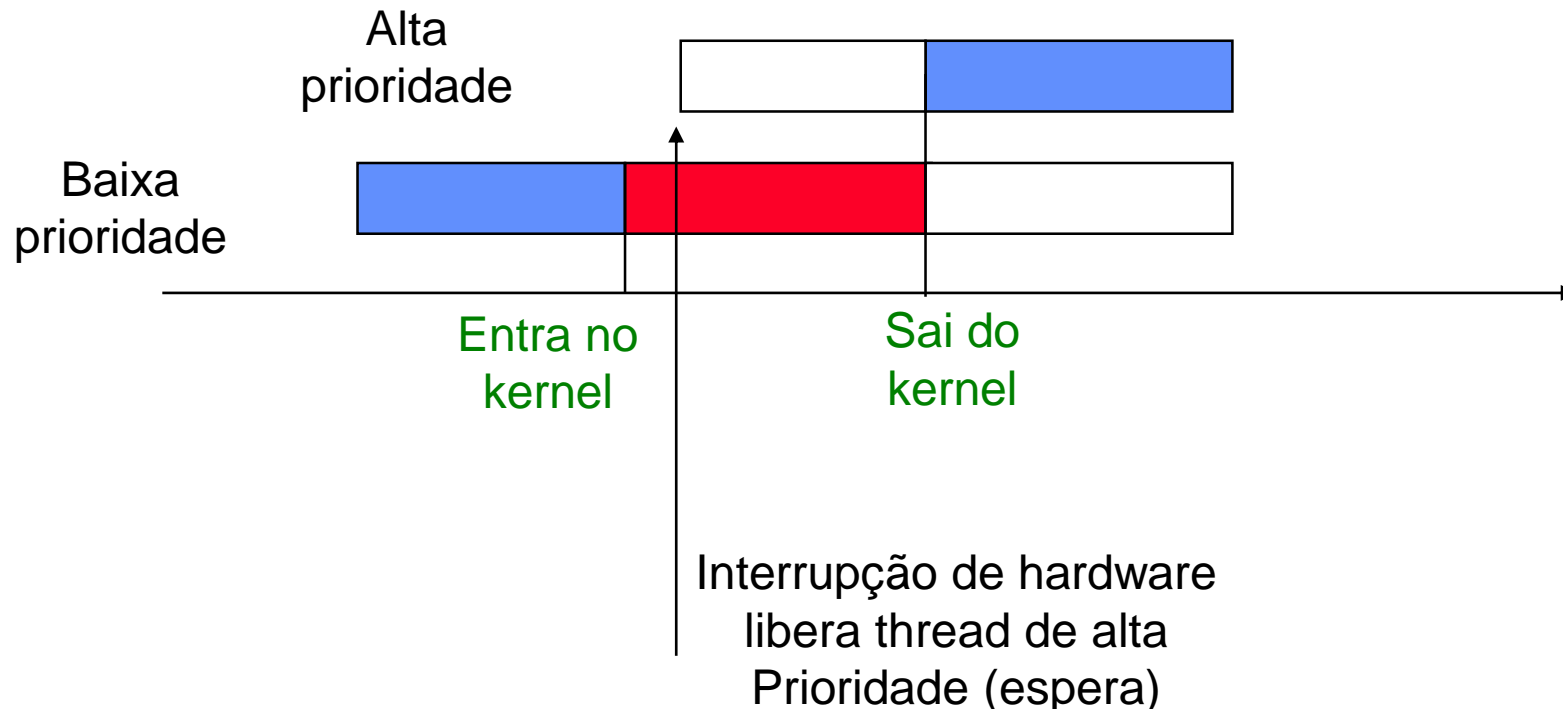 Alta
prioridade
Baixa
prioridade
Entra no
kernel
Sai do
kernel
Interrupção de hardware
libera thread de alta
Prioridade (espera)